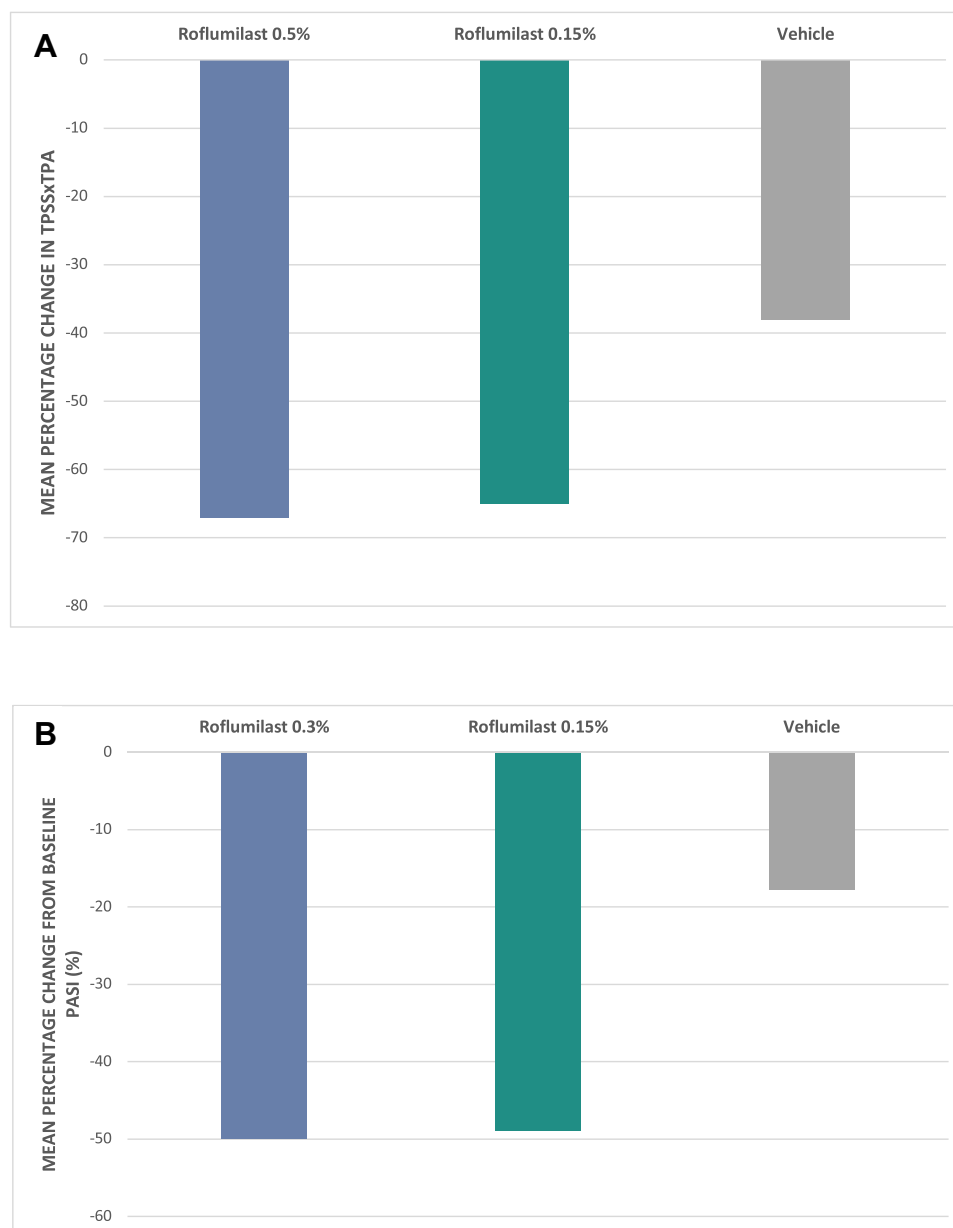 A
Roflumilast 0.5%
Roflumilast 0.15%
Vehicle
MEAN PERCENTAGE CHANGE IN TPSSxTPA
0
-10
-20
-30
-40
-50
-60
-70
-80
B
Roflumilast 0.3%
Roflumilast 0.15%
Vehicle
MEAN PERCENTAGE CHANGE FROM BASELINE
PASI (%)
0
-10
-20
-30
-40
-50
-60